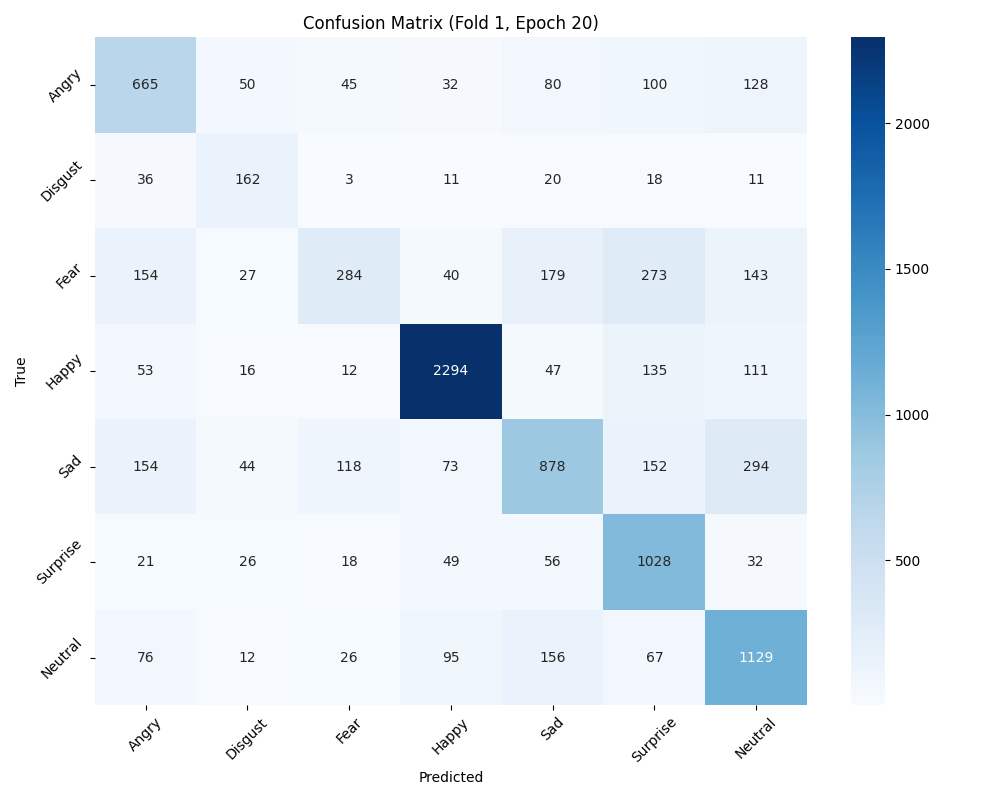 Confusion Matrix (Fold 1, Epoch 20)
Angry 665 50 45 32 80 100 128
Disgust 36 162 3 11 20 18 11
Fear 154 27 284 40 179 273 143
Happy 53 16 12 2294 47 135 111
Sad 154 44 118 73 878 152 294
Surprise 21 26 18 49 56 1028 32
Neutral 76 12 26 95 156 67 1129
Angry Disgust Fear Happy Sad Surprise Neutral
Predicted
True
2000
1500
1000
500